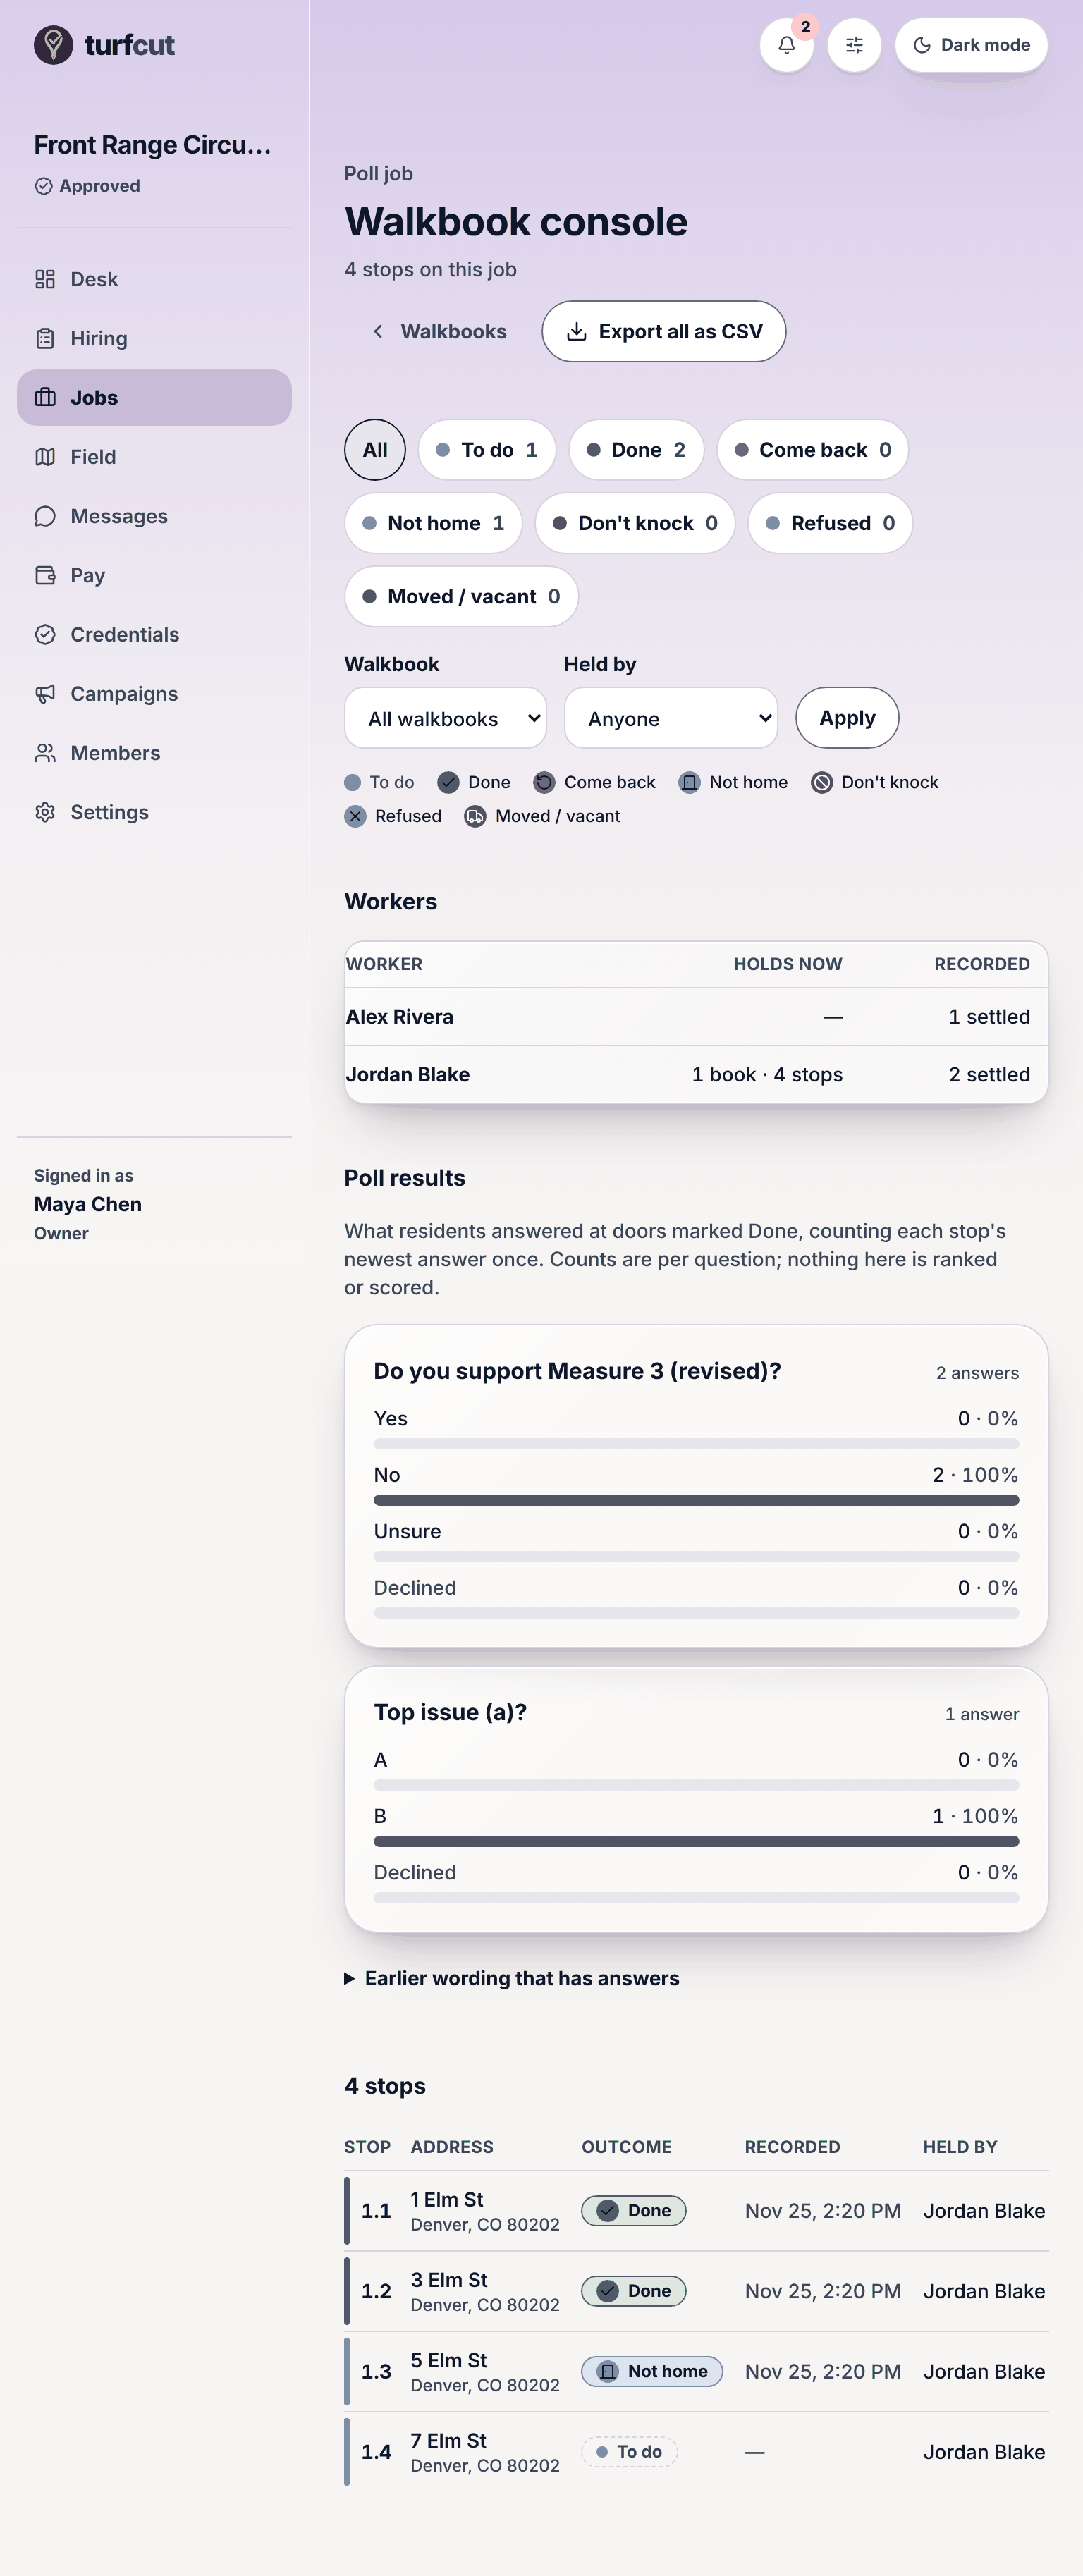 turfcut
2
Dark mode
Front Range Circu...
Approved
Desk
Hiring
Jobs
Field
Messages
Pay
Credentials
Campaigns
Members
Settings
Signed in as
Maya Chen
Owner
Poll job
Walkbook console
4 stops on this job
Walkbooks
Export all as CSV
All
To do 1
Done 2
Come back 0
Not home 1
Don't knock 0
Refused 0
Moved / vacant 0
Walkbook
Held by
All walkbooks
Anyone
Apply
To do
Done
Come back
Not home
Don't knock
Refused
Moved / vacant
Workers
WORKER HOLDS NOW RECORDED
Alex Rivera — 1 settled
Jordan Blake 1 book · 4 stops 2 settled
Poll results
What residents answered at doors marked Done, counting each stop's
newest answer once. Counts are per question; nothing here is ranked
or scored.
Do you support Measure 3 (revised)? 2 answers
Yes 0 · 0%
No 2 · 100%
Unsure 0 · 0%
Declined 0 · 0%
Top issue (a)? 1 answer
A 0 · 0%
B 1 · 100%
Declined 0 · 0%
Earlier wording that has answers
4 stops
STOP ADDRESS OUTCOME RECORDED HELD BY
1.1 1 Elm St Done Nov 25, 2:20 PM Jordan Blake
Denver, CO 80202
1.2 3 Elm St Done Nov 25, 2:20 PM Jordan Blake
Denver, CO 80202
1.3 5 Elm St Not home Nov 25, 2:20 PM Jordan Blake
Denver, CO 80202
1.4 7 Elm St To do — Jordan Blake
Denver, CO 80202